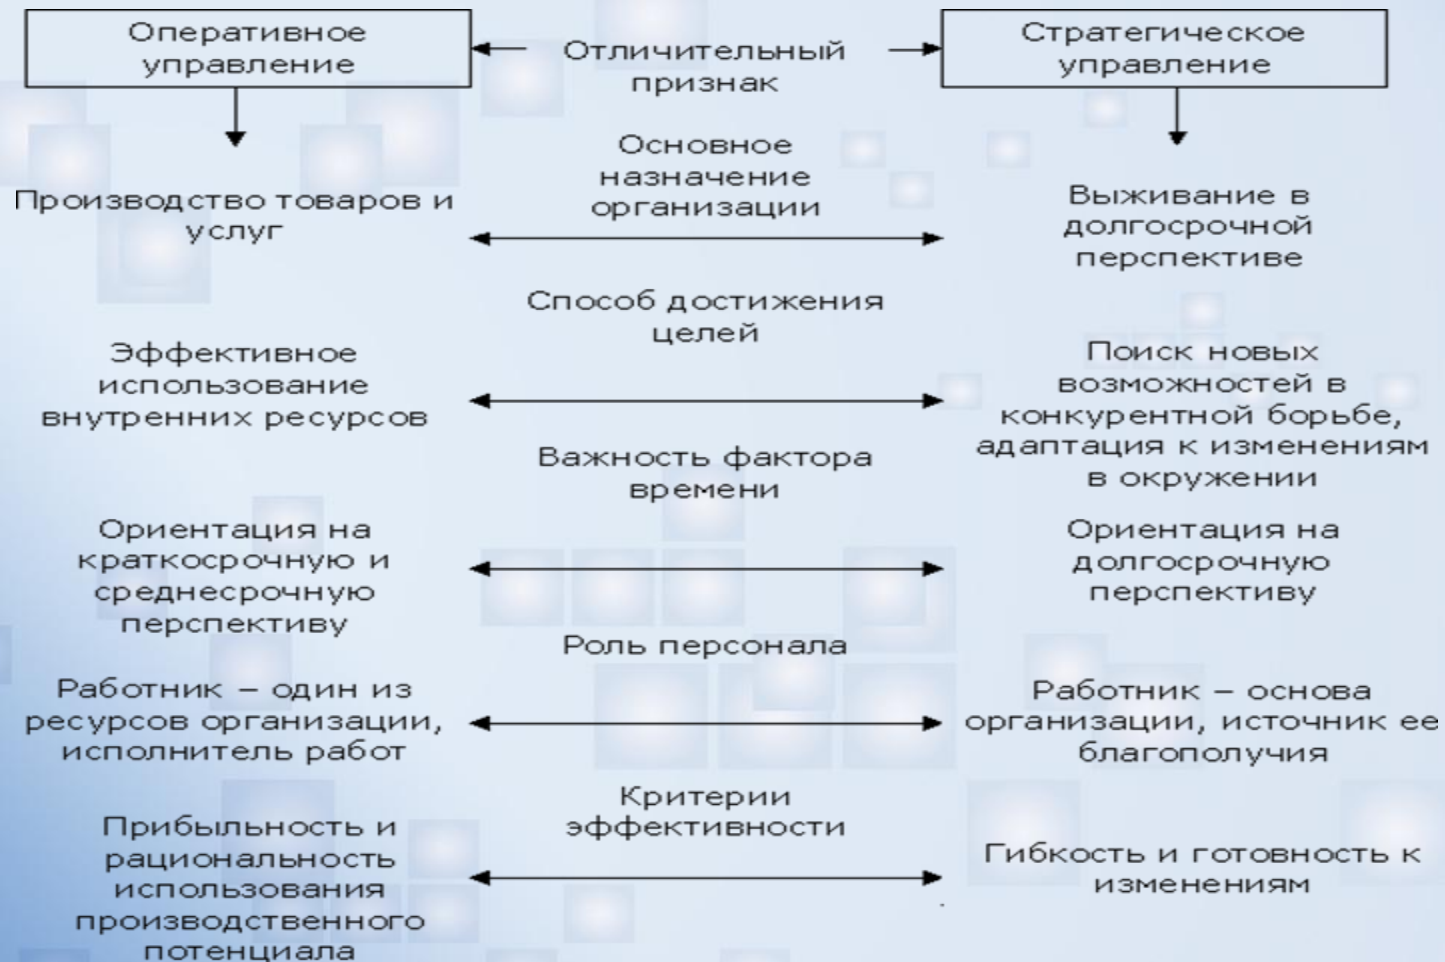 Оперативное
управление
Отличительный
признак
Стратегическое
управление
Основное
назначение
организации
Производство товаров и
услуг
Выживание в
долгосрочной
перспективе
Способ достижения
целей
Эффективное
использование
внутренних ресурсов
Поиск новых
возможностей в
конкурентной борьбе,
адаптация к изменениям
в окружении
Важность фактора
времени
Ориентация на
краткосрочную и
среднесрочную
перспективу
Ориентация на
долгосрочную
перспективу
Роль персонала
Работник – один из
ресурсов организации,
исполнитель работ
Работник – основа
организации, источник ее
благополучия
Критерии
эффективности
Прибыльность и
рациональность
использования
производственного
потенциала
Гибкость и готовность к
изменениям